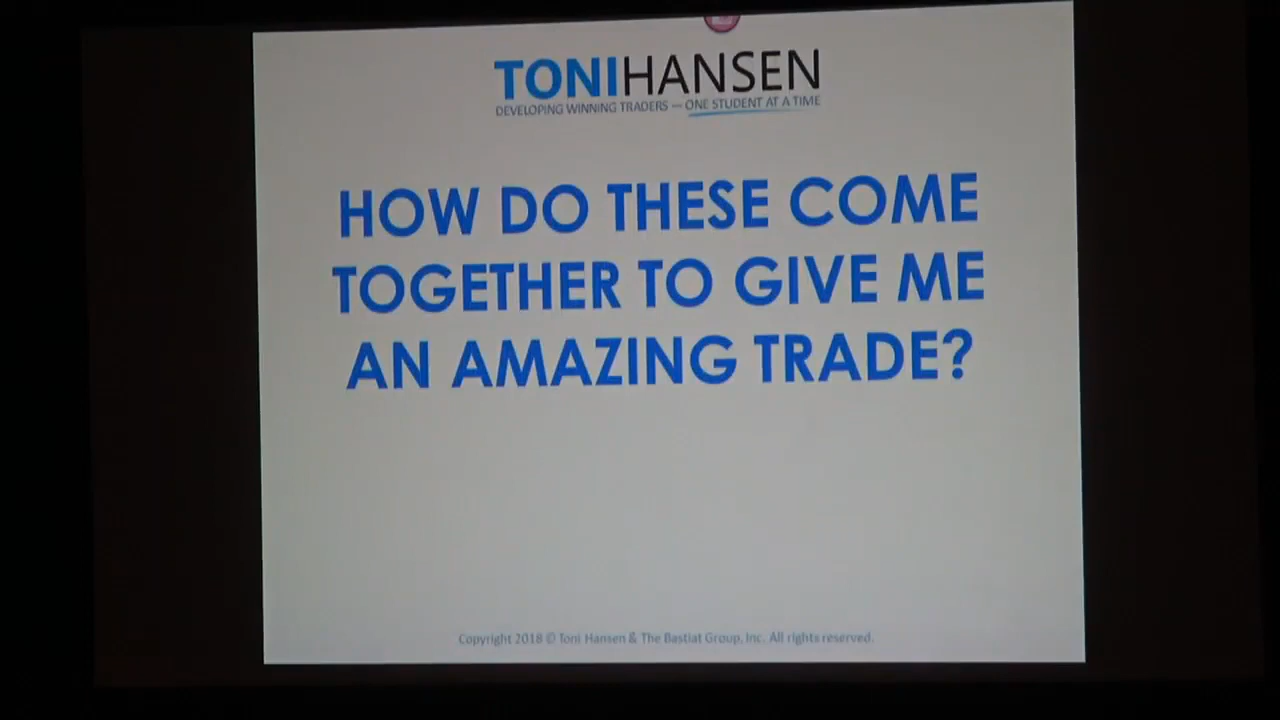 TONIHANSEN
DEVELOPING WINNING TRADERS — ONE STUDENT AT A TIME
HOW DO THESE COME
TOGETHER TO GIVE ME
AN AMAZING TRADE?
Copyright 2018 © Toni Hansen & The Bastiat Group, Inc. All rights reserved.